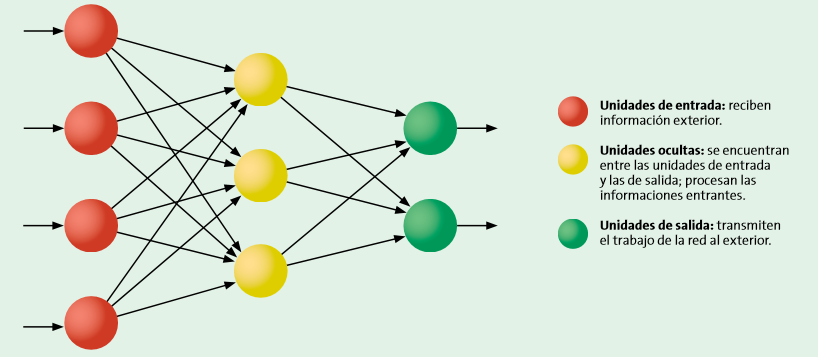 Unidades de entrada: reciben
información exterior.
Unidades ocultas: se encuentran
entre las unidades de entrada
y las de salida; procesan las
informaciones entrantes.
Unidades de salida: transmiten
el trabajo de la red al exterior.